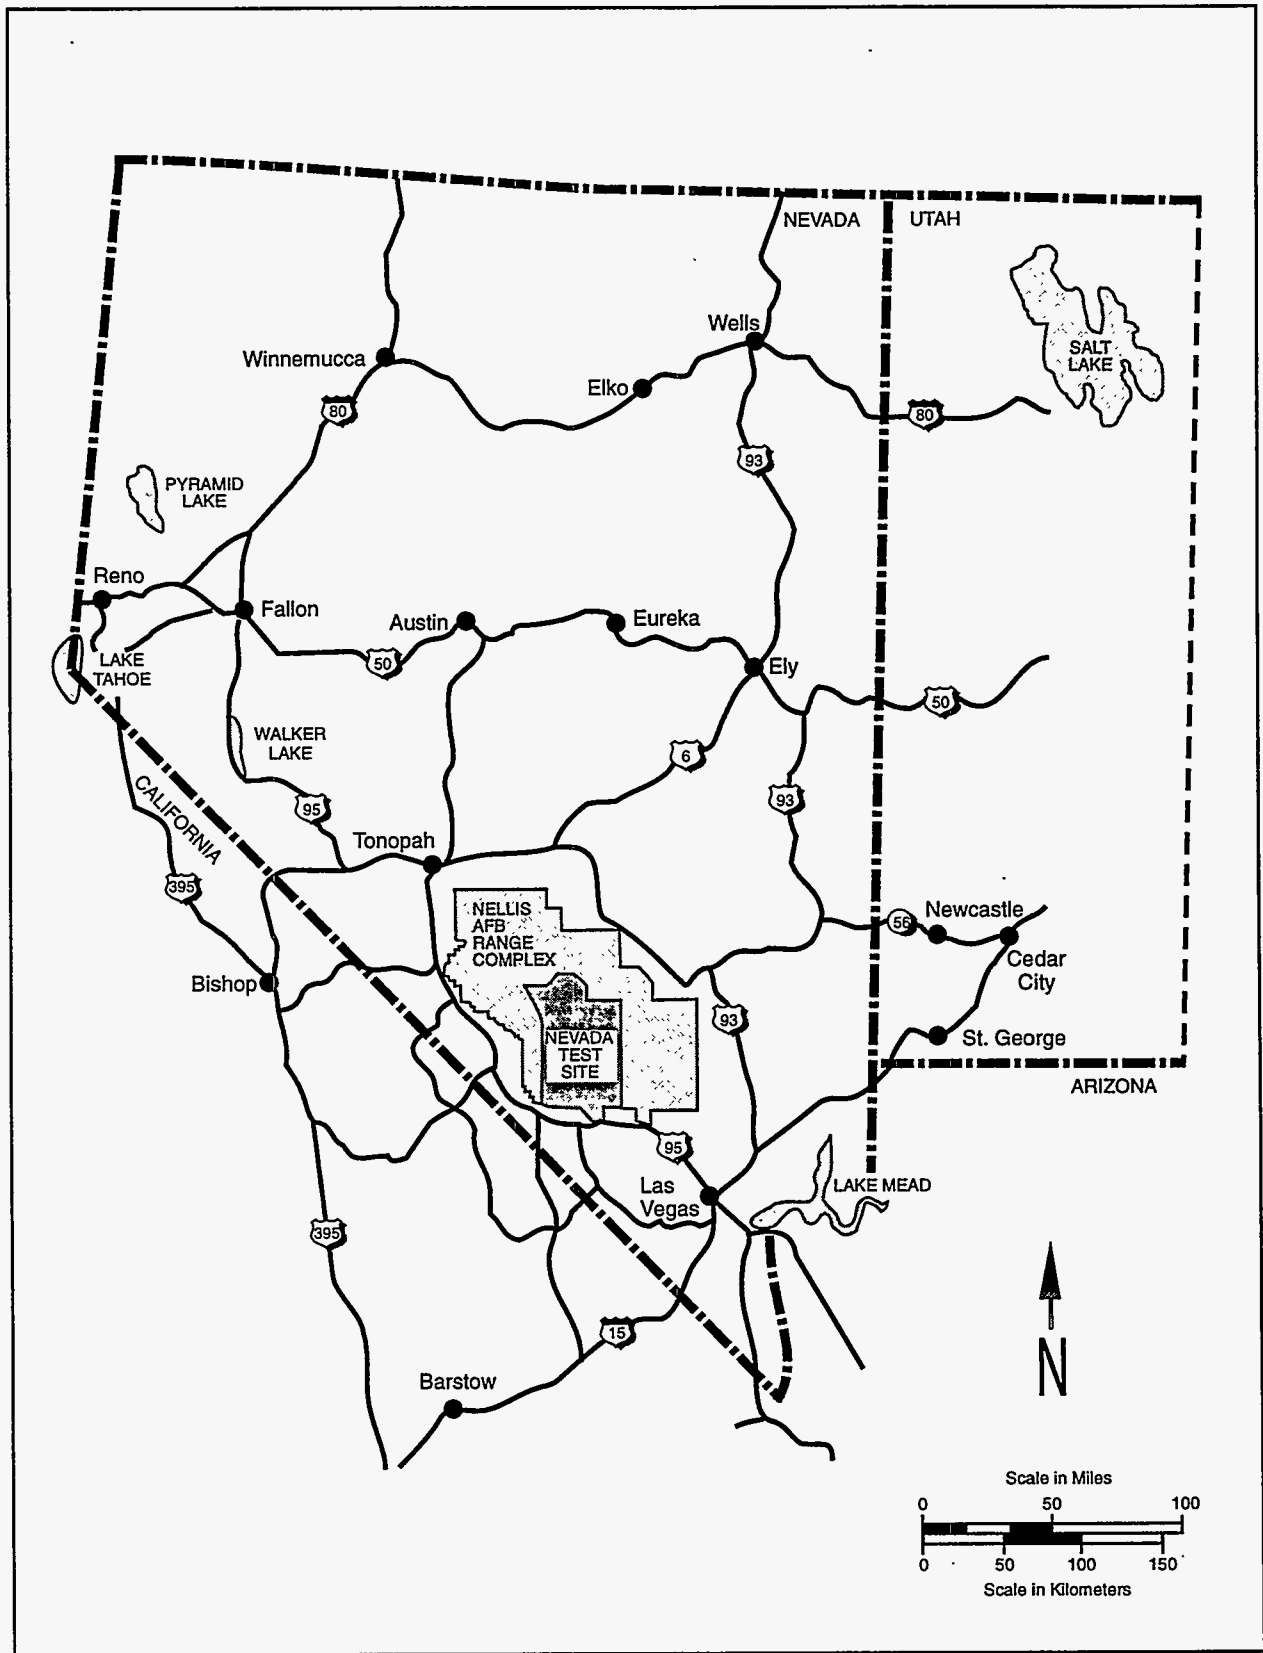 NEVADA
UTAH
SALT
LAKE
Wells
Winnemucca
Elko
80
80
93
PYRAMID
LAKE
Reno
Fallon
Austin
Eureka
50
Ely
LAKE
TAHOE
50
WALKER
LAKE
6
93
95
CALIFORNIA
Tonopah
395
NELLIS
AFB
RANGE
COMPLEX
56
Newcastle
Cedar
City
Bishop
93
NEVADA
TEST
SITE
St. George
ARIZONA
95
Las
Vegas
LAKE MEAD
395
15
Barstow
N
Scale in Miles
0 50 100
0 50 100 150
Scale in Kilometers